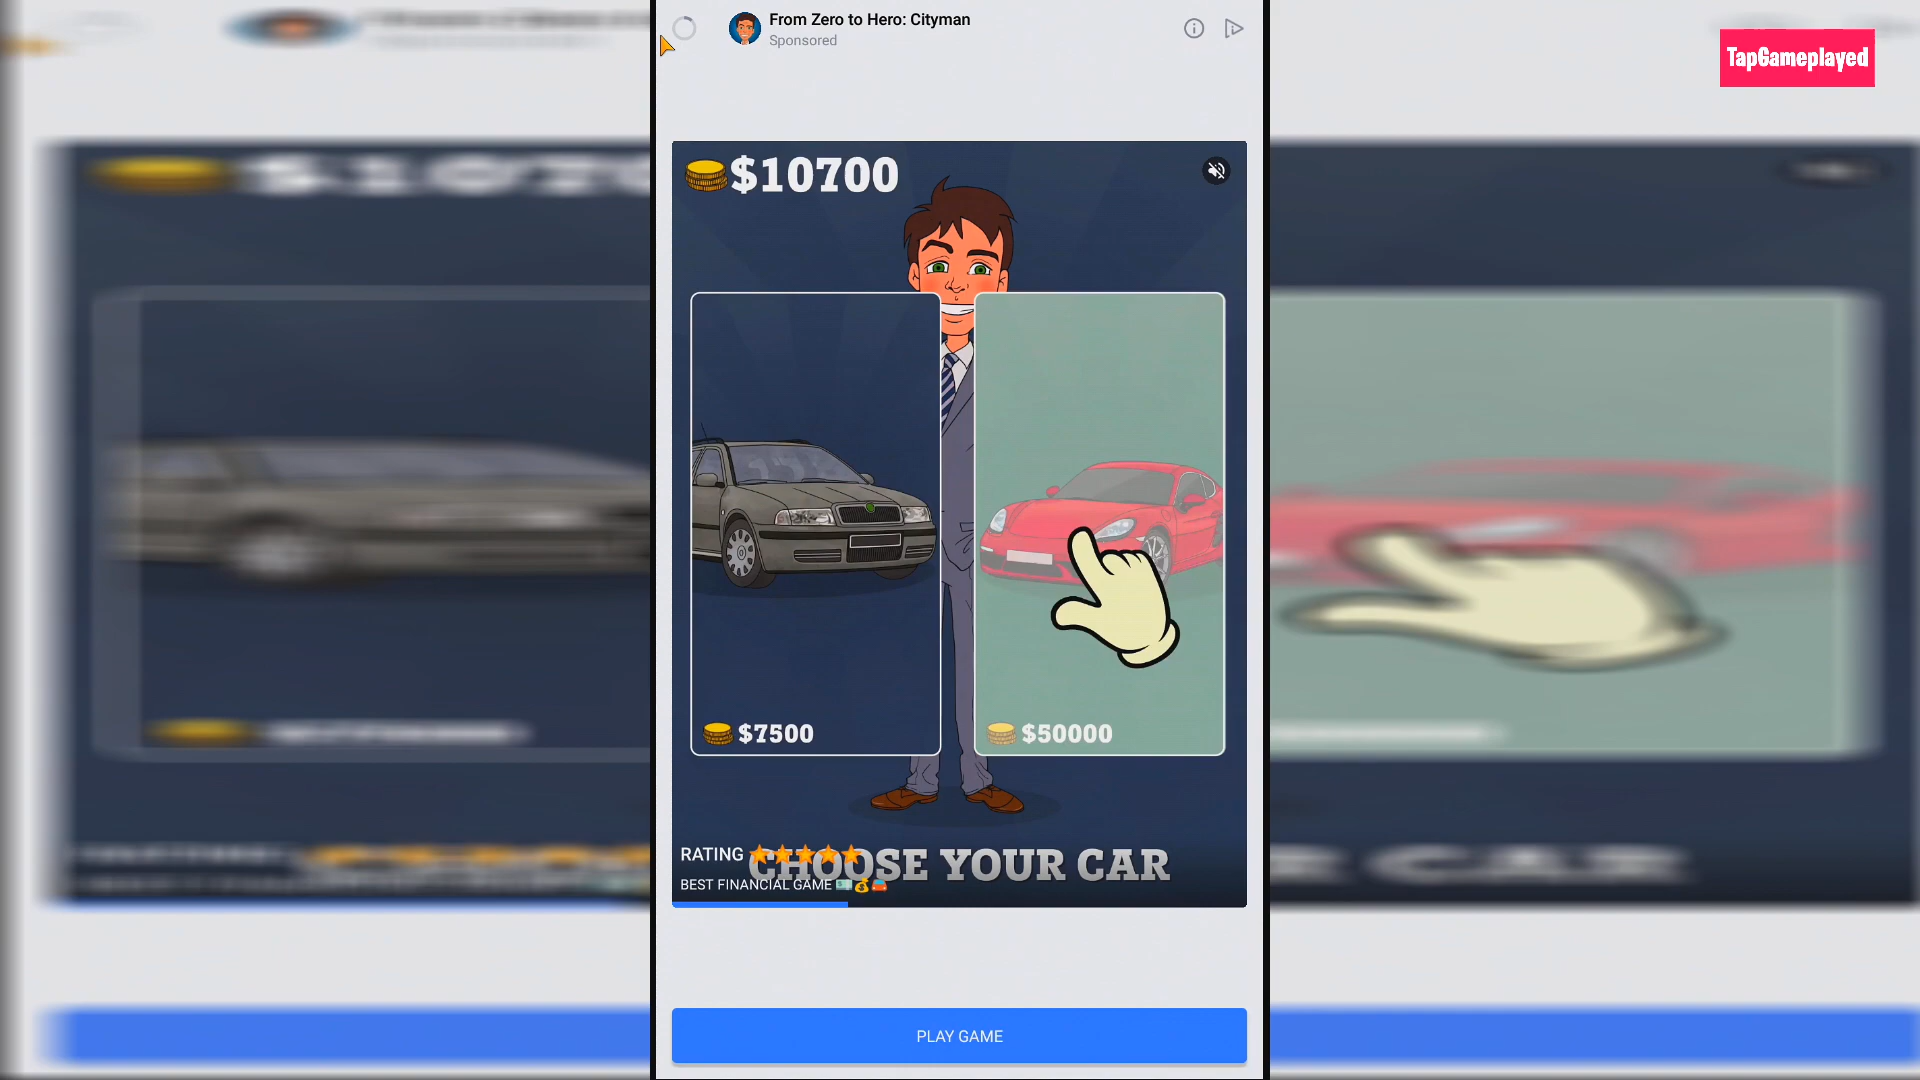 From Zero to Hero: Cityman
Sponsored
TapGameplayed
$10700
$7500
$50000
RATING
CHOOSE YOUR CAR
BEST FINANCIAL GAME
PLAY GAME